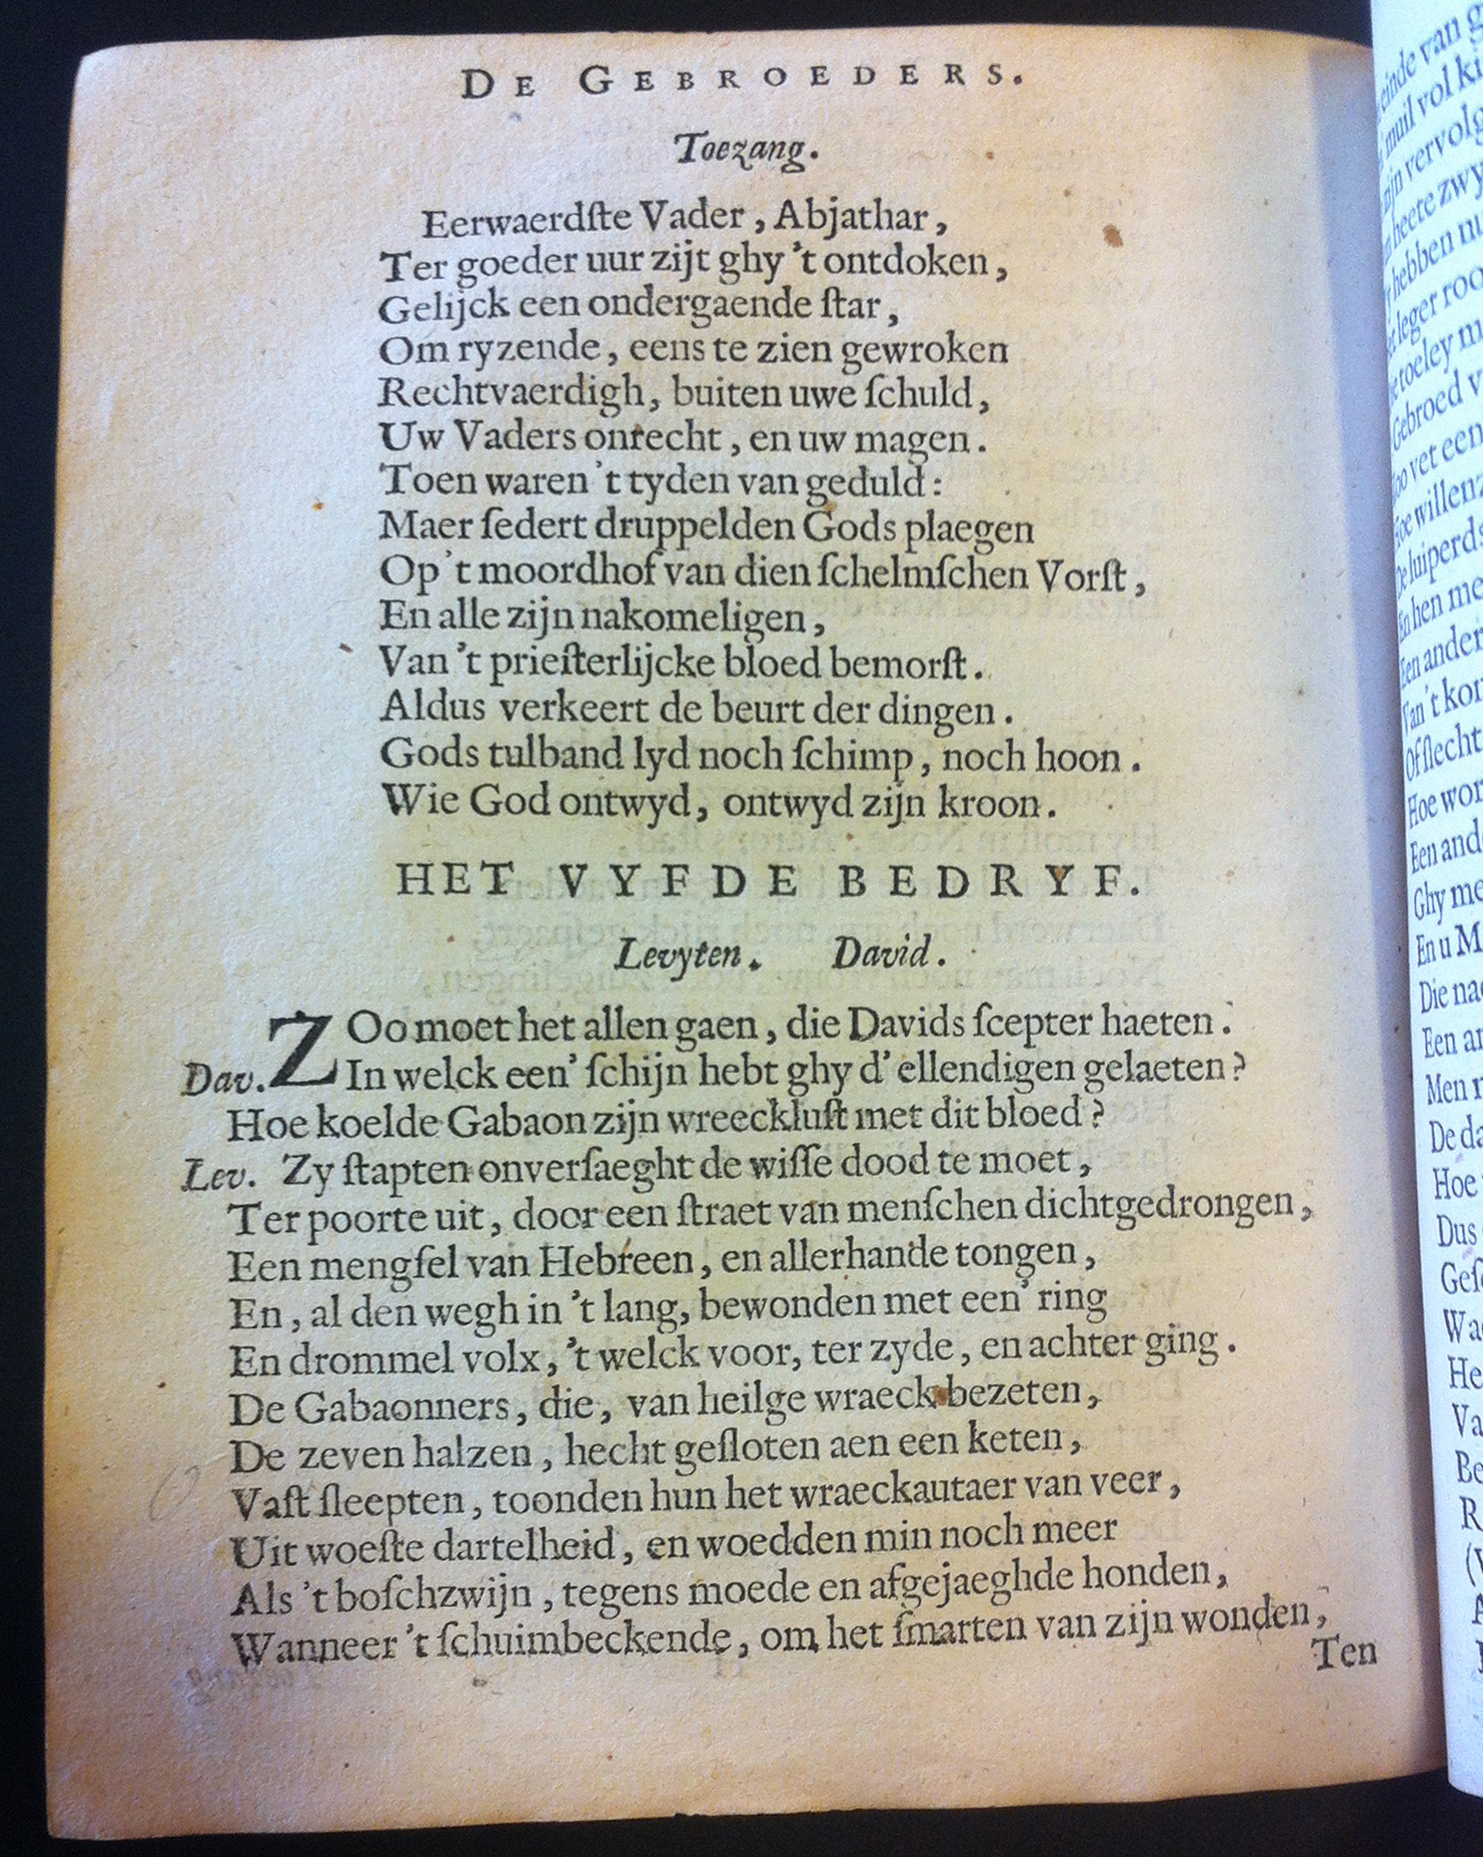 DE GEBROEDERS.
Toezang.
Eerwaerdſte Vader, Abjathar,
Ter goeder uur zijt ghy 't ontdoken,
Gelijck een ondergaende ſtar,
Om ryzende, eens te zien gewroken
Rechtvaerdigh, buiten uwe ſchuld,
Uw Vaders onrecht, en uw magen.
Toen waren 't tyden van geduld:
Maer ſedert druppelden Gods plaegen
Op 't moordhof van dien ſchelmſchen Vorſt,
En alle zijn nakomeligen,
Van 't prieſterlijcke bloed bemorſt.
Aldus verkeert de beurt der dingen.
Gods tulband lyd noch ſchimp, noch hoon.
Wie God ontwyd, ontwyd zijn kroon.
HET VYFDE BEDRYF.
Levyten. David.
ZOo moet het allen gaen, die Davids ſcepter haeten.
Dav. In welck een' ſchijn hebt ghy d' ellendigen gelaeten?
Hoe koelde Gabaon zijn wreeckluſt met dit bloed?
Lev. Zy ſtapten onverſaeght de wiſſe dood te moet,
Ter poorte uit, door een ſtraet van menſchen dichtgedrongen,
Een mengſel van Hebreen, en allerhande tongen,
En, al den wegh in 't lang, bewonden met een' ring
En drommel volx, 't welck voor, ter zyde, en achter ging.
De Gabaonners, die, van heilge wraeck bezeten,
De zeven halzen, hecht geſloten aen een keten,
Vaſt ſleepten, toonden hun het wraeckautaer van veer,
Uit woeſte dartelheid, en woedden min noch meer
Als 't boſchzwijn, tegens moede en afgejaeghde honden,
Wanneer 't ſchuimbeckende, om het ſmarten van zijn wonden,
Ten